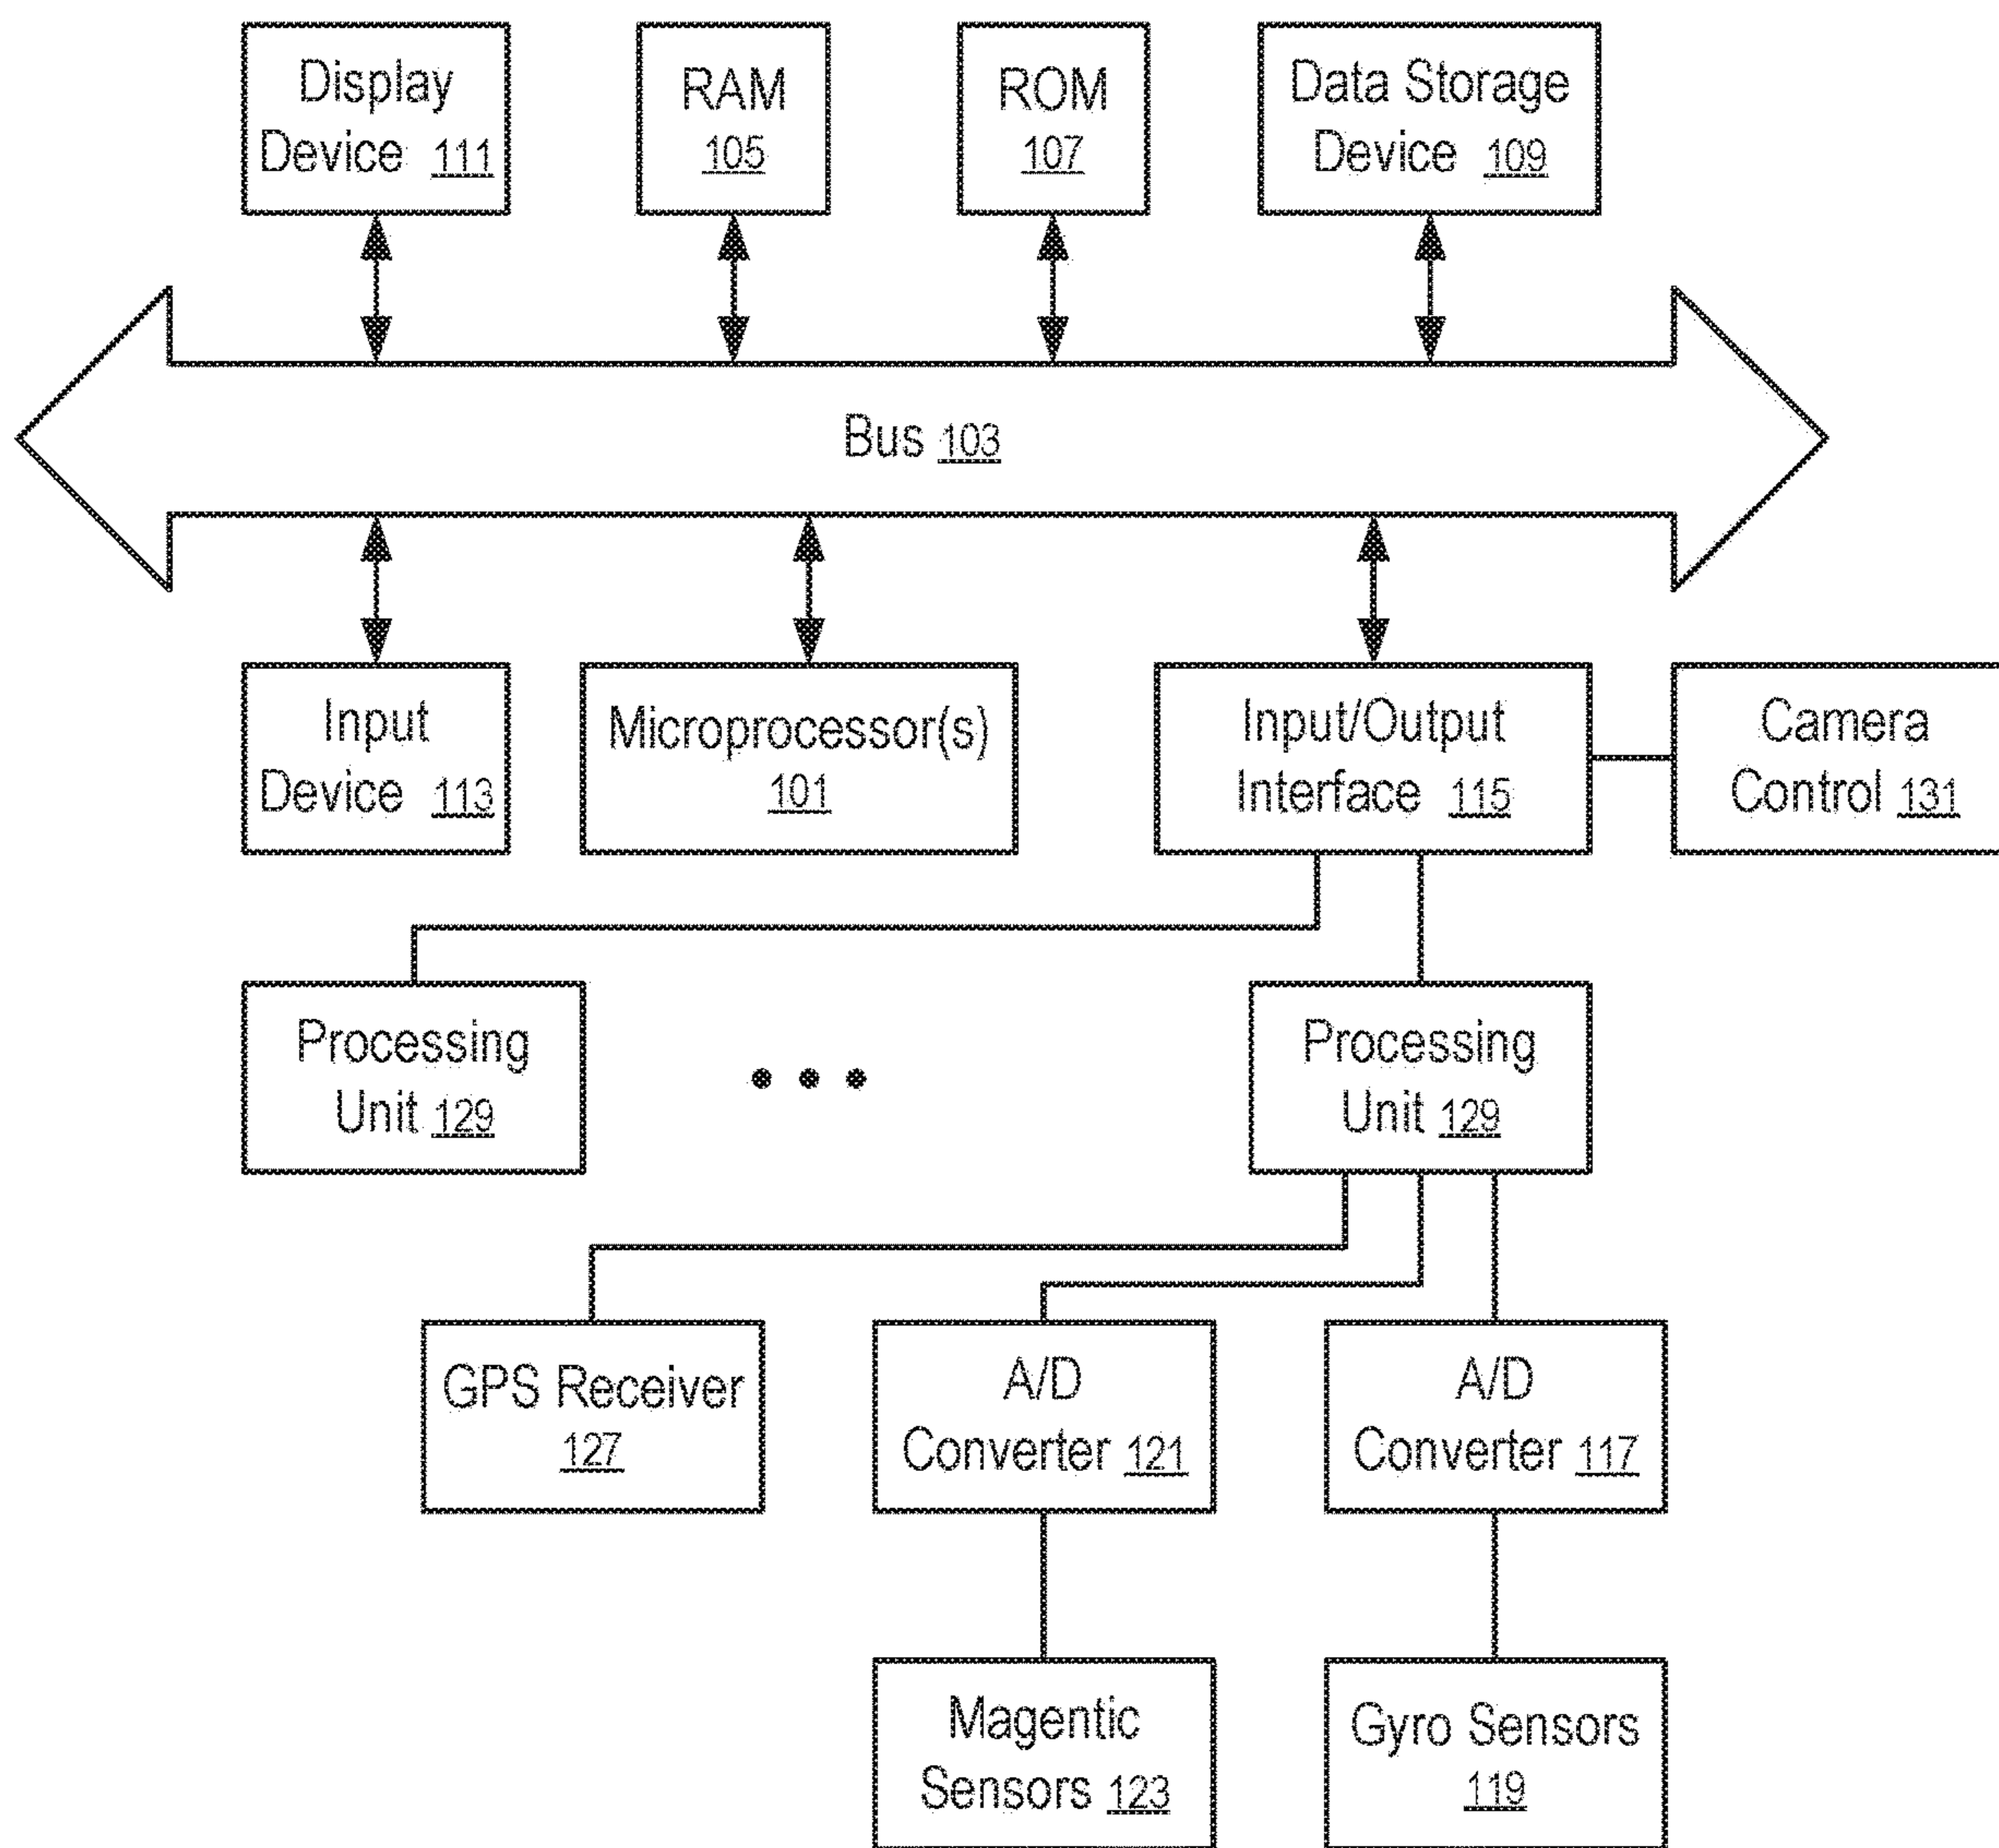 Display
Device 111
RAM
105
ROM
107
Data Storage
Device 109
Bus 103
Input
Device 113
Microprocessor(s)
101
Input/Output
Interface 115
Camera
Control 131
Processing
Unit 129
Processing
Unit 129
GPS Receiver
127
A/D
Converter 121
A/D
Converter 117
Magentic
Sensors 123
Gyro Sensors
119